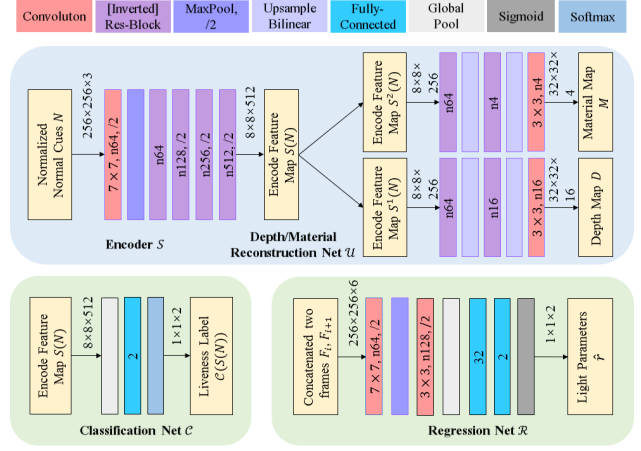 Convoluton
[Inverted]
Res-Block
MaxPool,
/2
Upsample
Bilinear
Fully-
Connected
Global
Pool
Sigmoid
Softmax
Normalized
Normal Cues N
256×256×3
7 × 7, n64, /2
n64
n128, /2
n256, /2
n512, /2
8×8×512
Encode Feature
Map S(N)
Encoder S
Depth/Material
Reconstruction Net U
Encode Feature
Map S²(N)
8×8×
256
n64
n4
3 × 3, n4
32×32×
4
Material Map
M
Encode Feature
Map S¹(N)
8×8×
256
n64
n16
3 × 3, n16
32×32×
16
Depth Map D
Encode Feature
Map S(N)
8×8×512
2
1×1×2
Liveness Label
C(S(N))
Classification Net C
Concatenated two
frames Fᵢ, Fᵢ₊₁
256×256×6
7 × 7, n64, /2
3 × 3, n128, /2
32
2
1×1×2
Light Parameters
r̂
Regression Net R